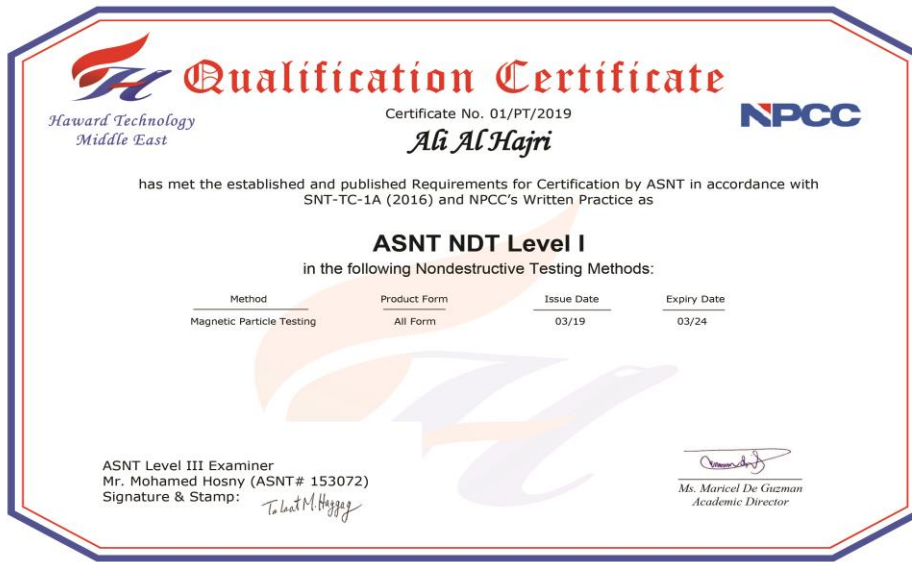 Qualification Certificate
Haward Technology
Middle East
Certificate No. 01/PT/2019
NPCC
Ali Al Hajri
has met the established and published Requirements for Certification by ASNT in accordance with
SNT-TC-1A (2016) and NPCC's Written Practice as
ASNT NDT Level I
in the following Nondestructive Testing Methods:
Method Product Form Issue Date Expiry Date
Magnetic Particle Testing All Form 03/19 03/24
ASNT Level III Examiner
Mr. Mohamed Hosny (ASNT# 153072)
Signature & Stamp: Talaat M. Haggag
Ms. Maricel De Guzman
Academic Director